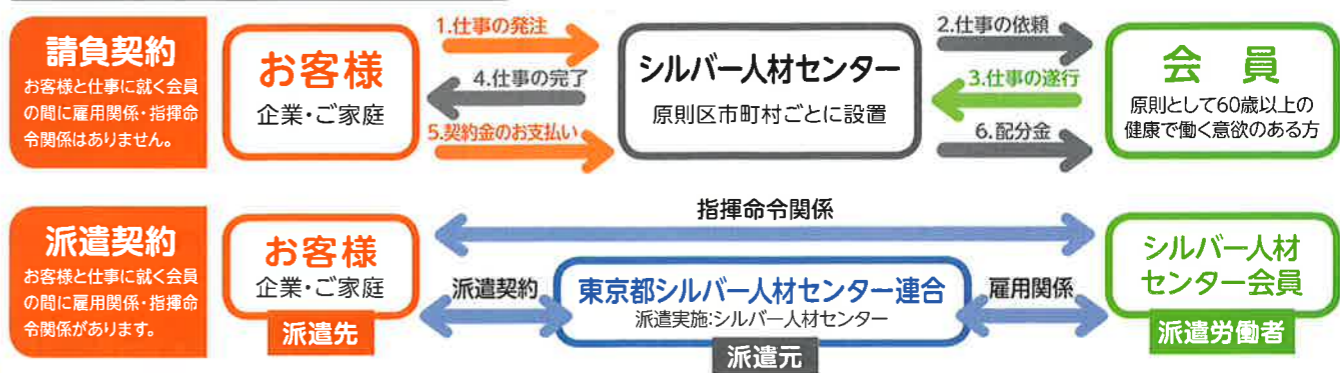 請負契約
お客様と仕事に就く会員
の間に雇用関係・指揮命
令関係はありません。
お客様
企業・ご家庭
1.仕事の発注
4.仕事の完了
5.契約金のお支払い
シルバー人材センター
原則区市町村ごとに設置
2.仕事の依頼
3.仕事の遂行
6.配分金
会 員
原則として60歳以上の
健康で働く意欲のある方
派遣契約
お客様と仕事に就く会員
の間に雇用関係・指揮命
令関係があります。
お客様
企業・ご家庭
派遣先
指揮命令関係
派遣契約
東京都シルバー人材センター連合
派遣実施:シルバー人材センター
派遣元
雇用関係
シルバー人材
センター会員
派遣労働者